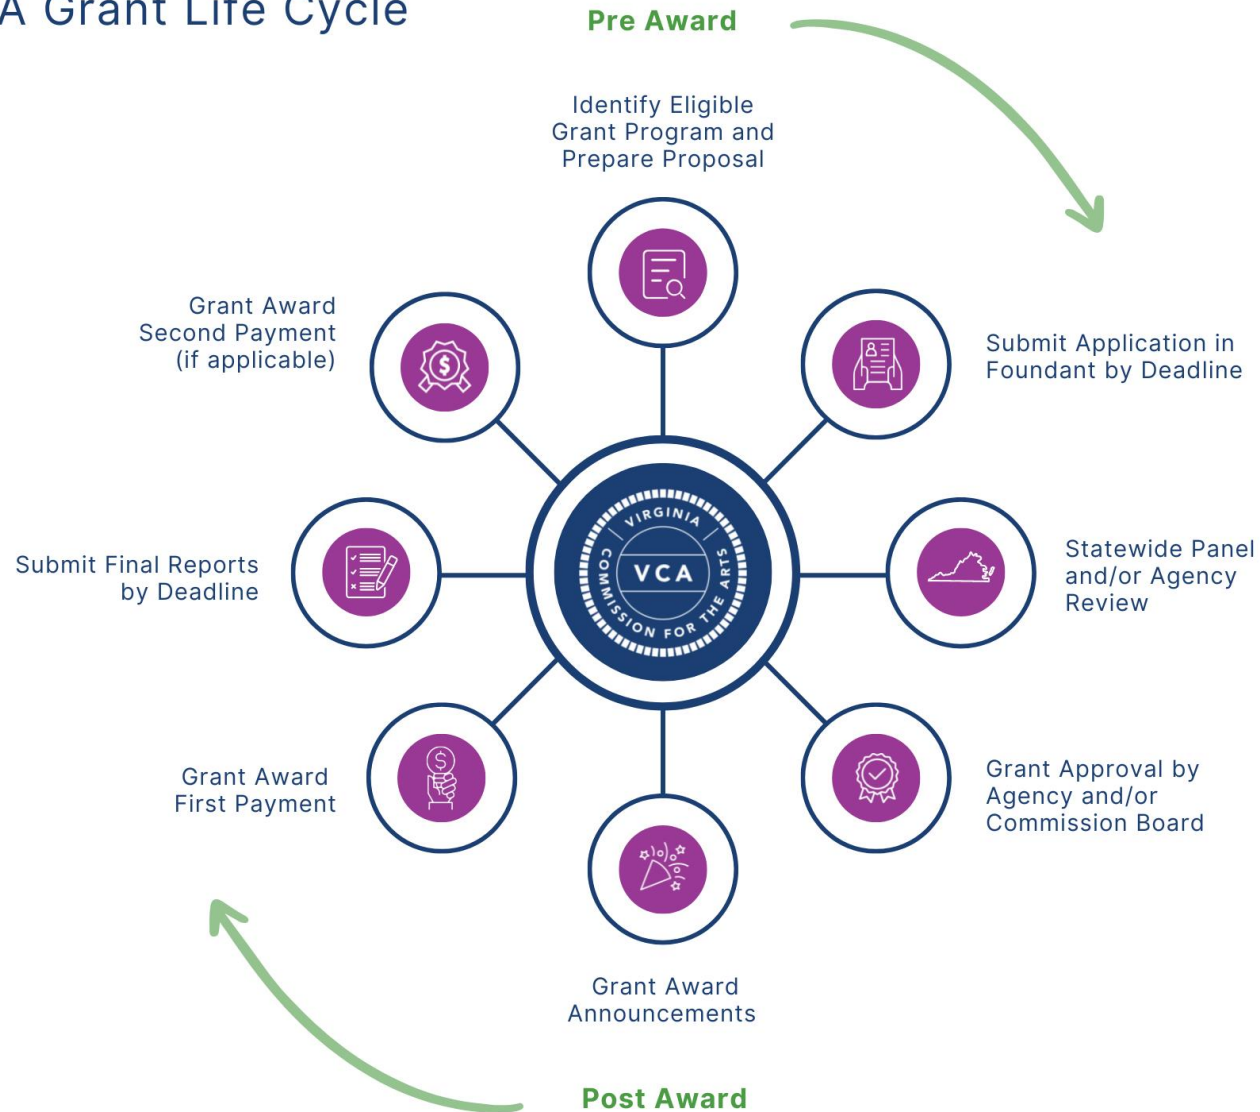 A Grant Life Cycle
Pre Award
Identify Eligible
Grant Program and
Prepare Proposal
Submit Application in
Foundant by Deadline
Statewide Panel
and/or Agency
Review
Grant Approval by
Agency and/or
Commission Board
Grant Award
Announcements
Post Award
Grant Award
First Payment
Submit Final Reports
by Deadline
Grant Award
Second Payment
(if applicable)
$
$
VIRGINIA
VCA
COMMISSION FOR THE ARTS